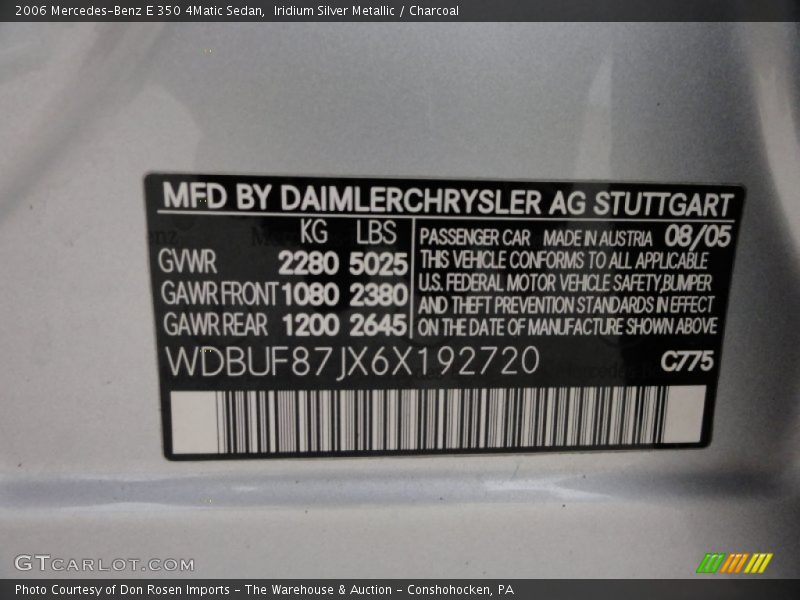 2006 Mercedes-Benz E 350 4Matic Sedan, Iridium Silver Metallic / Charcoal
MFD BY DAIMLERCHRYSLER AG STUTTGART
KG LBS
GVWR 2280 5025
GAWR FRONT 1080 2380
GAWR REAR 1200 2645
PASSENGER CAR MADE IN AUSTRIA 08/05
THIS VEHICLE CONFORMS TO ALL APPLICABLE
U.S. FEDERAL MOTOR VEHICLE SAFETY,BUMPER
AND THEFT PREVENTION STANDARDS IN EFFECT
ON THE DATE OF MANUFACTURE SHOWN ABOVE
WDBUF87JX6X192720 C775
GTCARLOT.COM
Photo Courtesy of Don Rosen Imports - The Warehouse & Auction - Conshohocken, PA